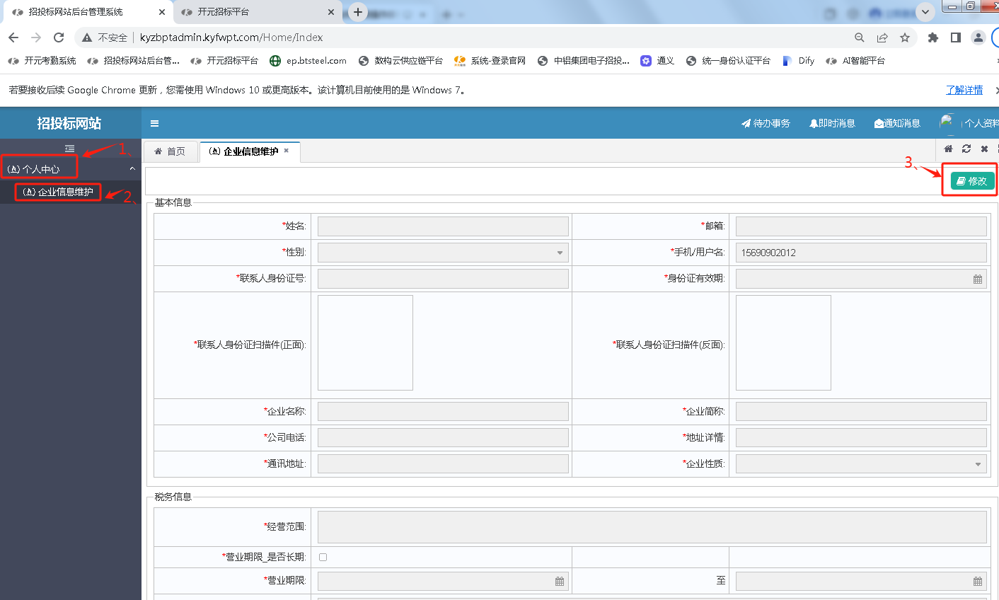 招投标网站后台管理系统
开元招标平台
不安全 kyzbptadmin.kyfwpt.com/Home/Index
开元考勤系统 招投标网站后台管... 开元招标平台 ep.btsteel.com 数构云供应链平台 系统-登录官网 中铝集团电子招投... 通义 统一身份认证平台 Dify AI智能平台
若要接收后续 Google Chrome 更新，您需使用 Windows 10 或更高版本。该计算机目前使用的是 Windows 7。 了解详情
招投标网站 待办事务 即时消息 通知消息 个人资料
1、
首页 企业信息维护
个人中心
3、
修改
企业信息维护
2、
基本信息
*姓名: *邮箱:
*性别: *手机/用户名: 15690902012
*联系人身份证号: *身份证有效期:
*联系人身份证扫描件(正面): *联系人身份证扫描件(反面):
*企业名称: *企业简称:
*公司电话: *地址详情:
*通讯地址: *企业性质:
税务信息
*经营范围:
*营业期限_是否长期:
*营业期限: 至